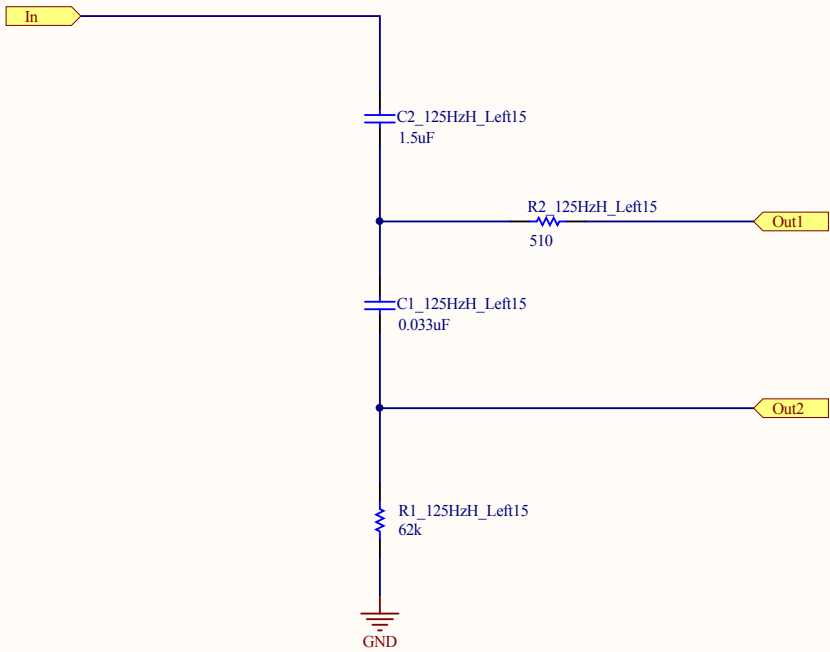 In
C2_125HzH_Left15
1.5uF
R2_125HzH_Left15
510
Out1
C1_125HzH_Left15
0.033uF
Out2
R1_125HzH_Left15
62k
GND